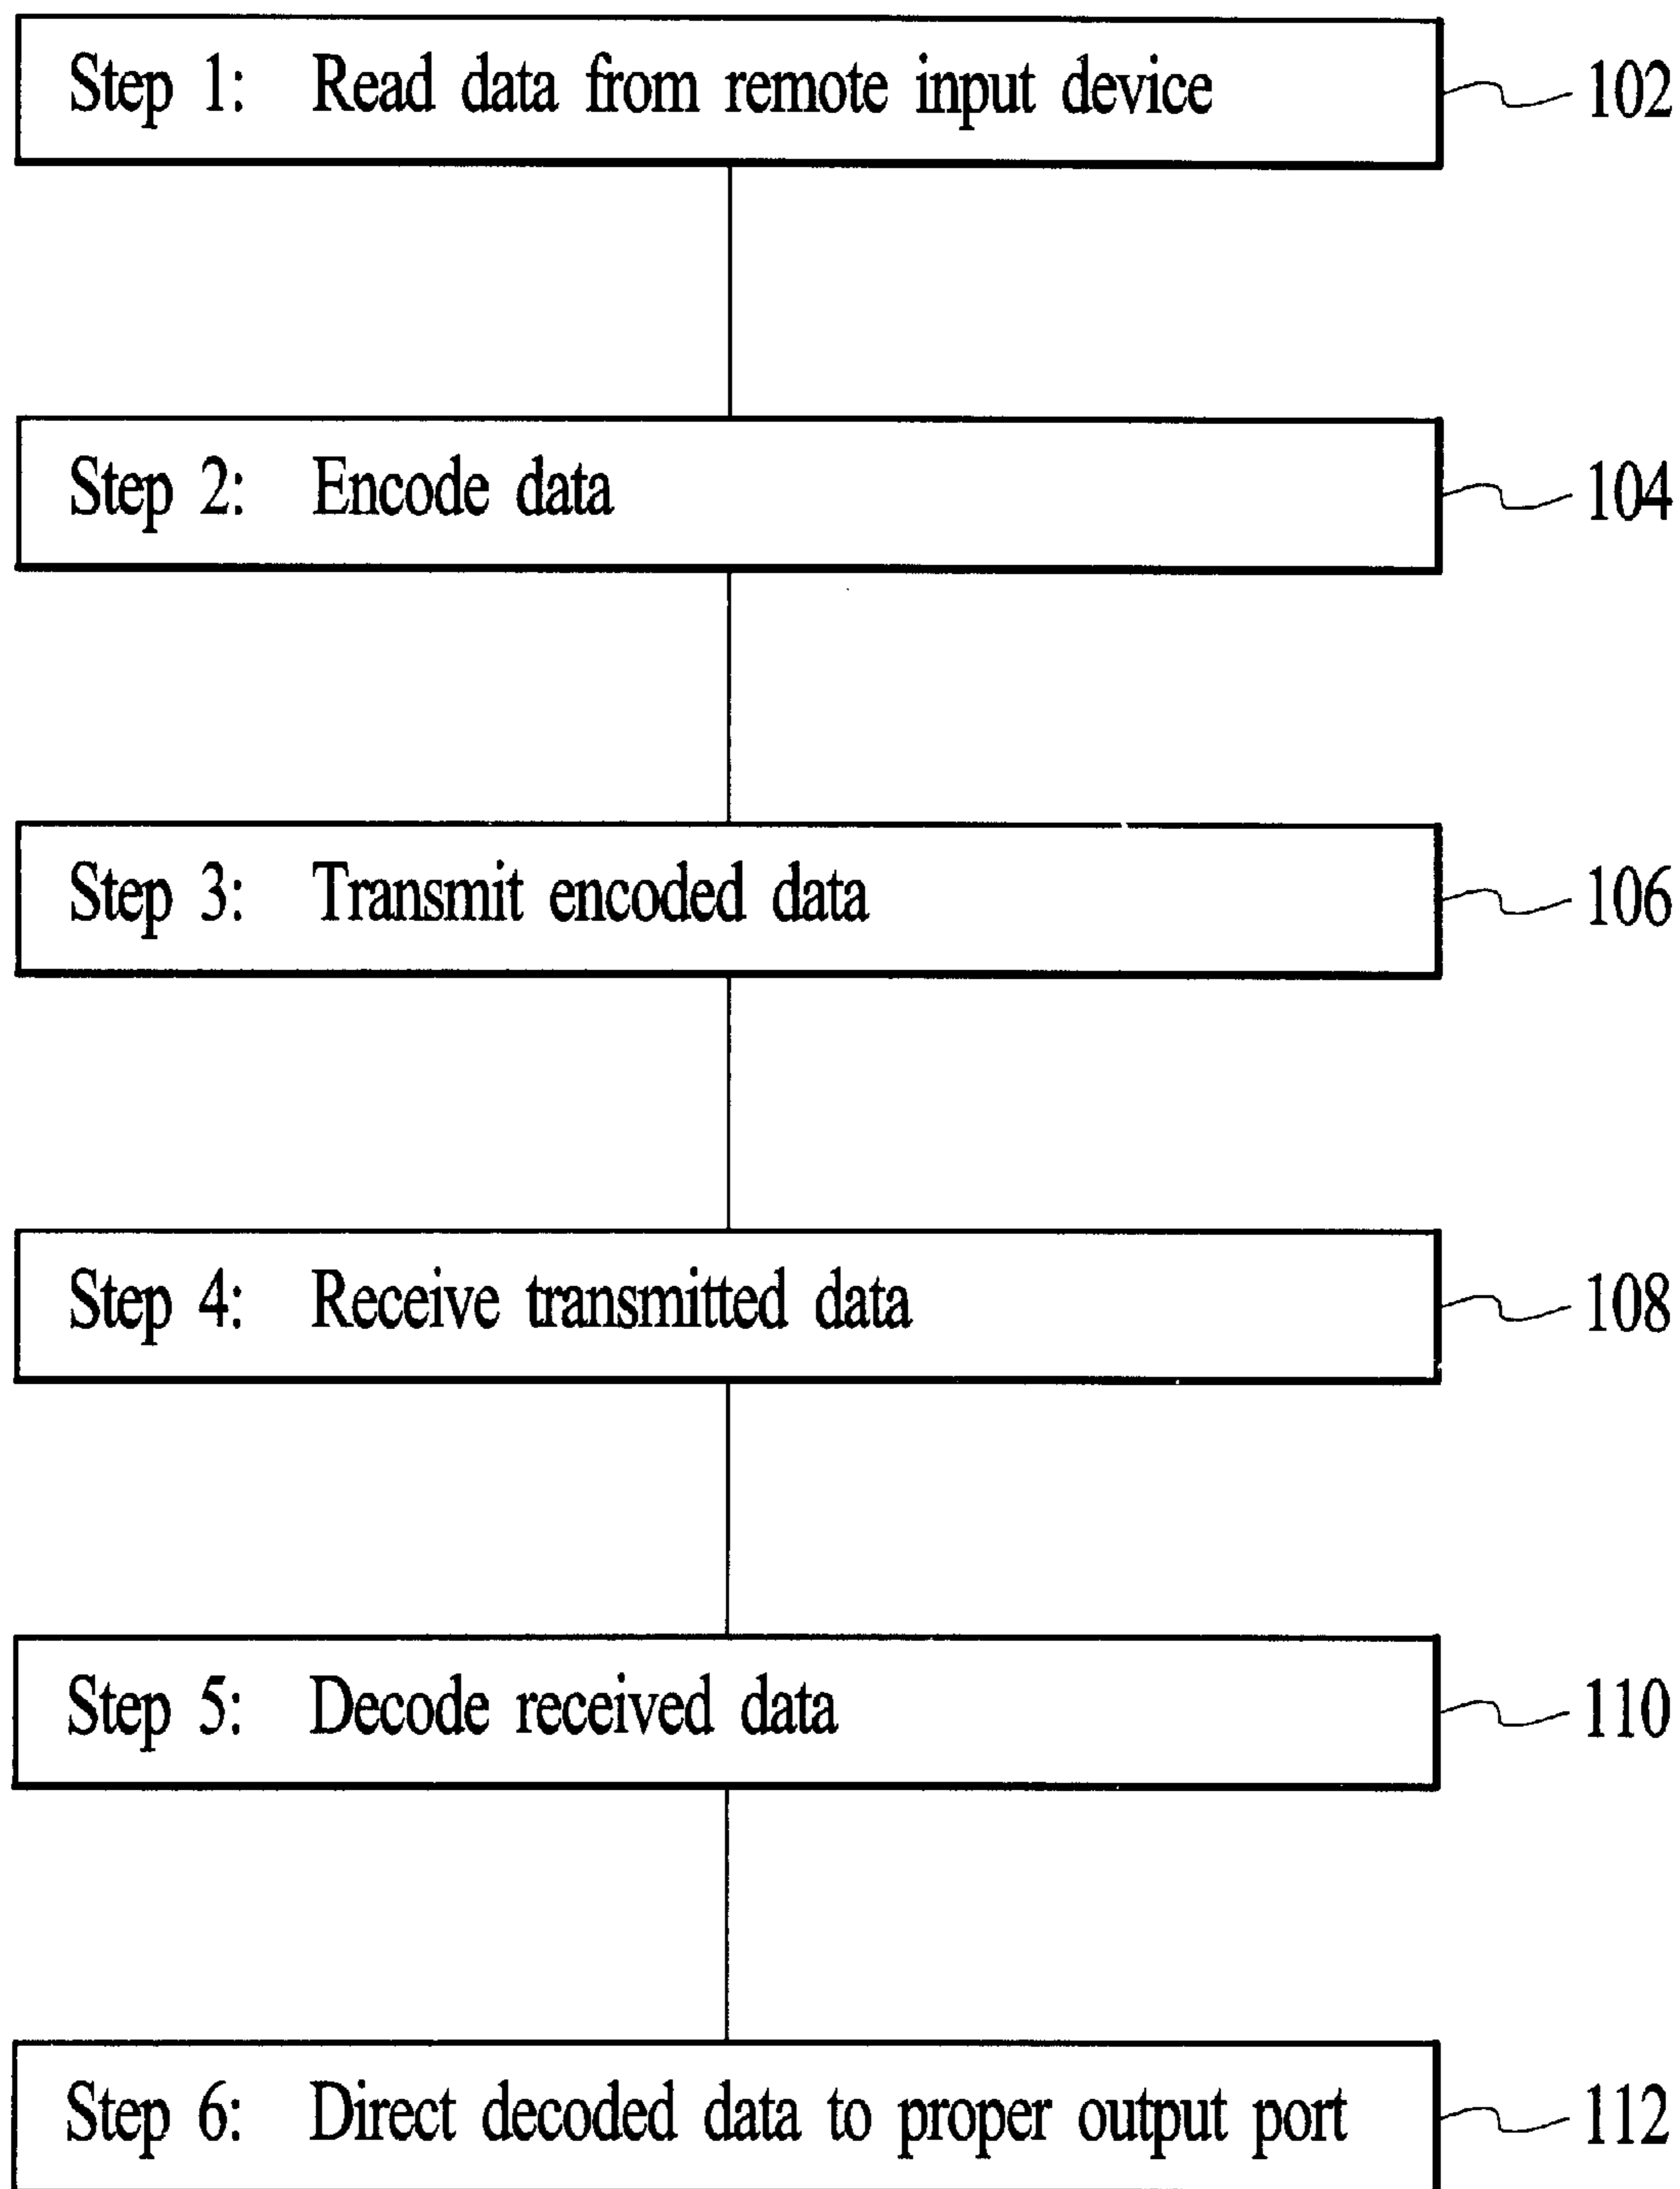 Step 1: Read data from remote input device 102
Step 2: Encode data 104
Step 3: Transmit encoded data 106
Step 4: Receive transmitted data 108
Step 5: Decode received data 110
Step 6: Direct decoded data to proper output port 112